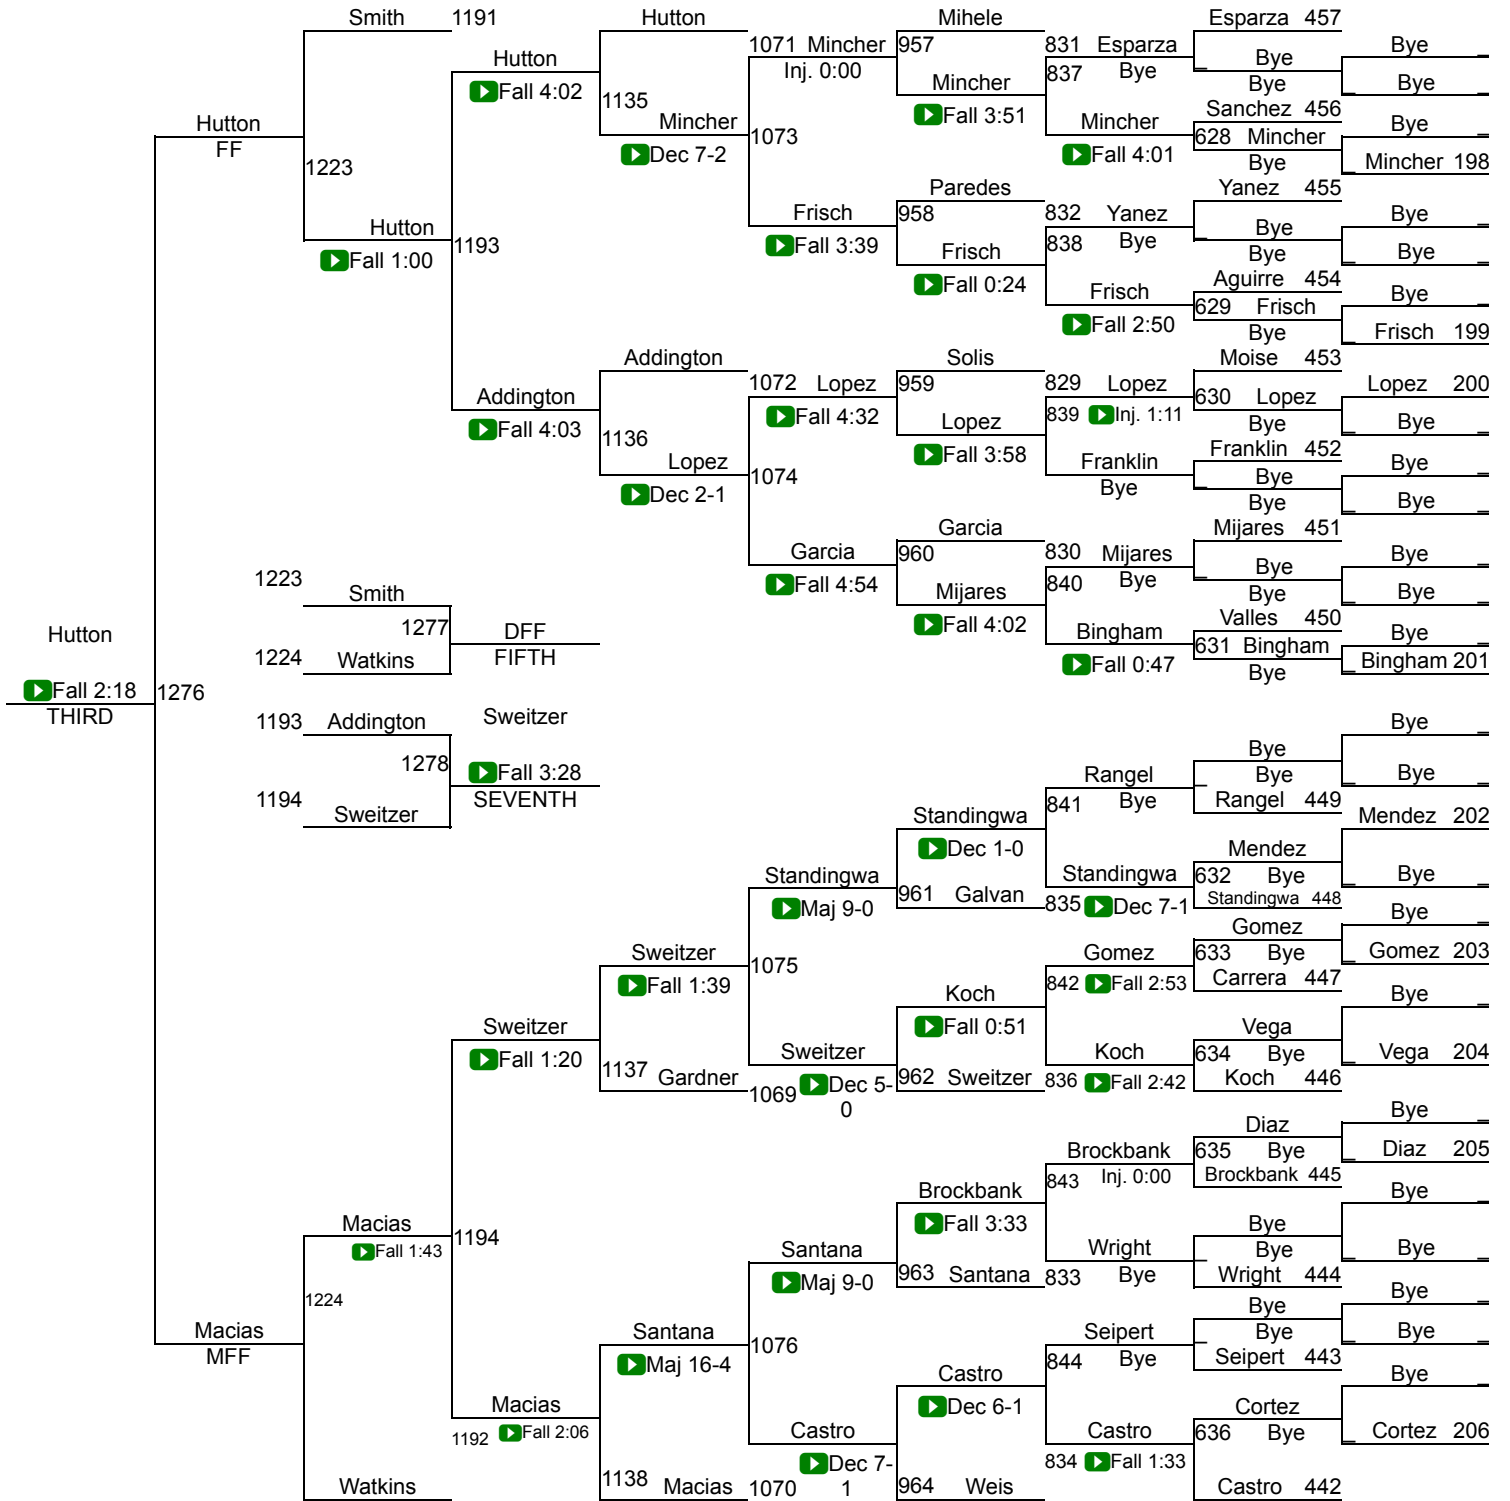 Smith 1191 Hutton Mihele Esparza 457
Hutton 1071 Mincher 957 831 Esparza Bye _
Fall 4:02 Inj. 0:00 Mincher 837 Bye _ Bye
1135 Fall 3:51 Bye _ Bye _
Hutton Mincher 1073 Mincher Sanchez 456 Bye _
FF Dec 7-2 Fall 4:01 628 Mincher
1223 Bye _ Mincher 198
Paredes Yanez 455
Hutton 1193 Frisch 958 832 Yanez Bye _
Fall 1:00 Fall 3:39 Frisch 838 Bye _ Bye
Fall 0:24 Bye _ Bye _
Frisch Aguirre 454 Bye _
Fall 2:50 629 Frisch
Bye _ Frisch 199
Addington Solis Moise 453
Addington 1072 Lopez 959 829 Lopez 630 Lopez Lopez 200
Fall 4:03 Fall 4:32 Lopez 839 Inj. 1:11 Bye _ Bye _
1136 Lopez 1074 Fall 3:58 Franklin Franklin 452 Bye _
Dec 2-1 Bye _ Bye
Bye _ Bye _
Garcia Mijares 451
Garcia 960 830 Mijares Bye _
1223 Smith Fall 4:54 Mijares 840 Bye _ Bye
Fall 4:02 Bye _ Bye _
Hutton 1277 DFF Bingham Valles 450 Bye _
1224 Watkins FIFTH Fall 0:47 631 Bingham
Bye _ Bingham 201
Fall 2:18 1276
THIRD 1193 Addington Sweitzer Bye _
1278 Fall 3:28 Rangel Bye
1194 Sweitzer SEVENTH 841 Bye _ Bye _ Bye _
Standingwa Rangel 449
Dec 1-0 Mendez Mendez 202
Standingwa Standingwa 632 Bye _ Bye _
Maj 9-0 961 Galvan 835 Dec 7-1 Standingwa 448
Gomez Bye _
Sweitzer 1075 Gomez 633 Bye _ Gomez 203
Fall 1:39 Koch 842 Fall 2:53 Carrera 447
Sweitzer Fall 0:51 Vega Bye _
Fall 1:20 Sweitzer Koch 634 Bye _ Vega 204
1137 Gardner 1069 Dec 5-
0 962 Sweitzer 836 Fall 2:42 Koch 446
Diaz Bye _
Brockbank 635 Bye _ Diaz 205
Brockbank 843 Inj. 0:00 Brockbank 445
Macias 1194 Fall 3:33 Bye Bye _
Fall 1:43 Santana Wright _ Bye _ Bye _
Maj 9-0 963 Santana 833 Bye Wright 444
1224 Bye Bye _
Macias Santana 1076 Seipert _ Bye _ Bye _
MFF Maj 16-4 Castro 844 Bye Seipert 443
Macias Dec 6-1 Cortez Bye _
1192 Fall 2:06 Castro Castro 636 Bye _ Cortez 206
Watkins 1138 Macias 1070 Dec 7-
1 964 Weis 834 Fall 1:33 Castro 442